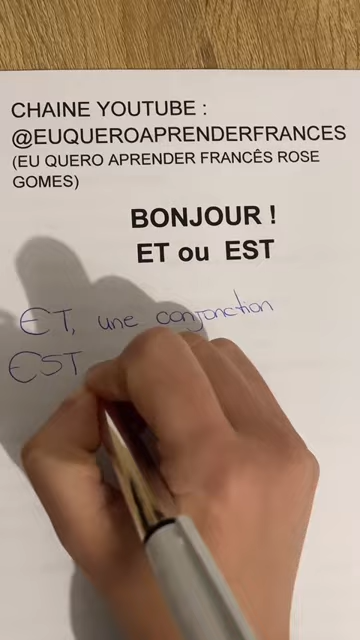 CHAINE YOUTUBE :
@EUQUEROAPRENDERFRANCES
(EU QUERO APRENDER FRANCÊS ROSE
GOMES)
BONJOUR !
ET ou EST
ET, une conjonction
EST